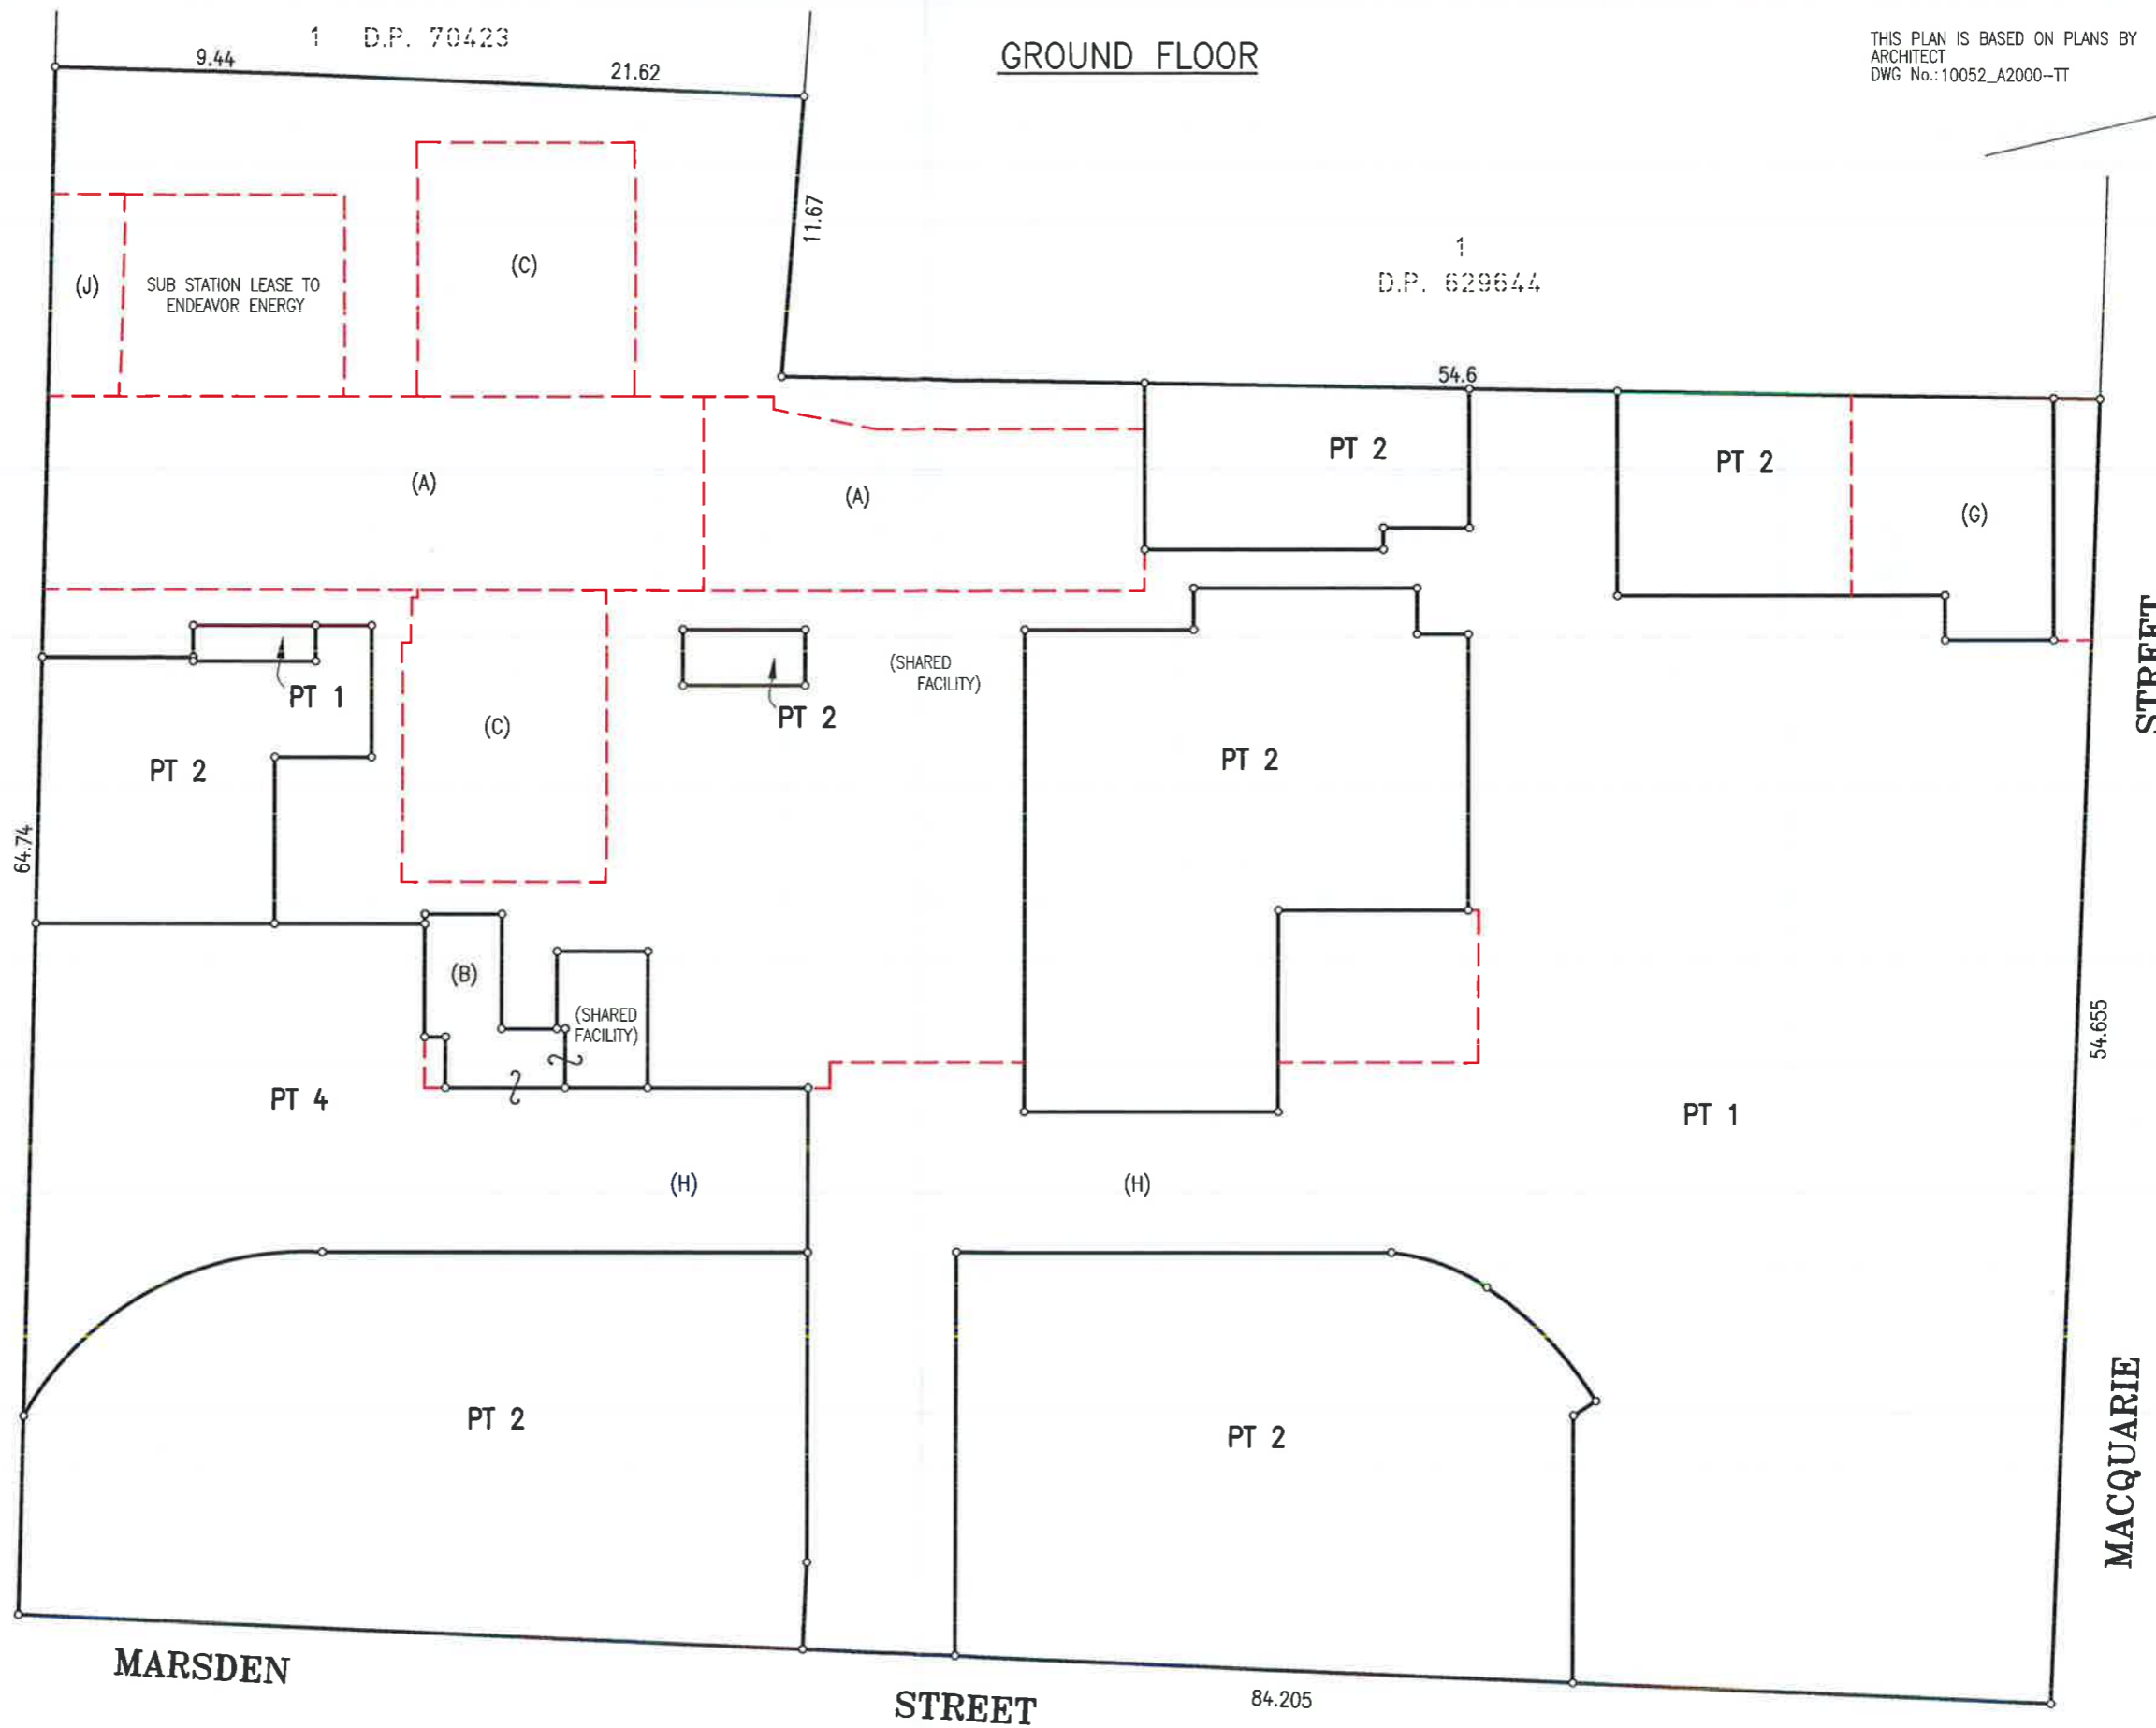 1 D.P. 70423
9.44
21.62
GROUND FLOOR
THIS PLAN IS BASED ON PLANS BY
ARCHITECT
DWG No.:10052_A2000-TT
11.67
1
D.P. 629644
(J)
SUB STATION LEASE TO
ENDEAVOR ENERGY
(C)
54.6
(A)
(A)
PT 2
PT 2
(G)
PT 1
(C)
PT 2
(SHARED
FACILITY)
PT 2
PT 2
STREET
64.74
(B)
(SHARED
FACILITY)
54.655
PT 4
PT 1
(H)
(H)
PT 2
PT 2
MACQUARIE
MARSDEN
STREET
84.205